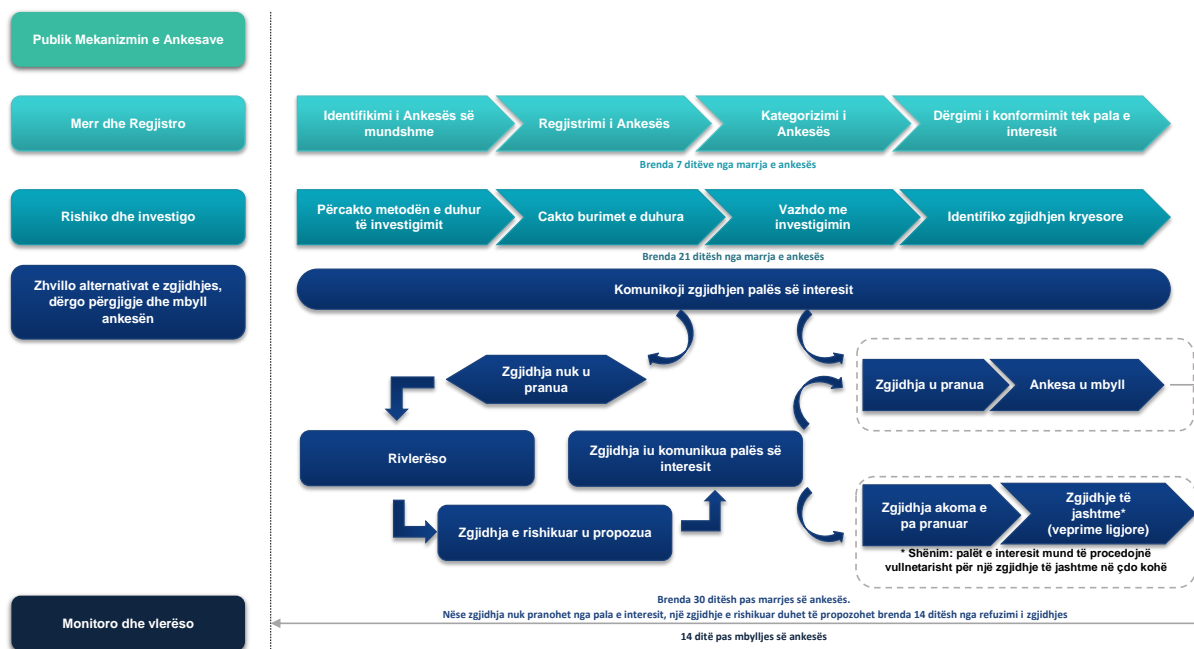 Publik Mekanizmin e Ankesave
Merr dhe Regjistro
Identifikimi i Ankesës së
mundshme
Regjistrimi i Ankesës
Kategorizimi i
Ankesës
Dërgimi i konformimit tek pala e
interesit
Brenda 7 ditëve nga marrja e ankesës
Rishiko dhe investigo
Përcakto metodën e duhur
të investigimit
Cakto burimet e duhura
Vazhdo me
investigimin
Identifiko zgjidhjen kryesore
Brenda 21 ditësh nga marrja e ankesës
Zhvillo alternativat e zgjidhjes,
dërgo përgjigje dhe mbyll
ankesën
Komunikoji zgjidhjen palës së interesit
Zgjidhja nuk u
pranua
Zgjidhja u pranua
Ankesa u mbyll
Rivlerëso
Zgjidhja iu komunikua palës së
interesit
Zgjidhja e rishikuar u propozua
Zgjidhja akoma e
pa pranuar
Zgjidhje të
jashtme*
(veprime ligjore)
* Shënim: palët e interesit mund të procedojnë
vullnetarisht për një zgjidhje të jashtme në çdo kohë
Monitoro dhe vlerëso
Brenda 30 ditësh pas marrjes së ankesës.
Nëse zgjidhja nuk pranohet nga pala e interesit, një zgjidhje e rishikuar duhet të propozohet brenda 14 ditësh nga refuzimi i zgjidhjes
14 ditë pas mbylljes së ankesës